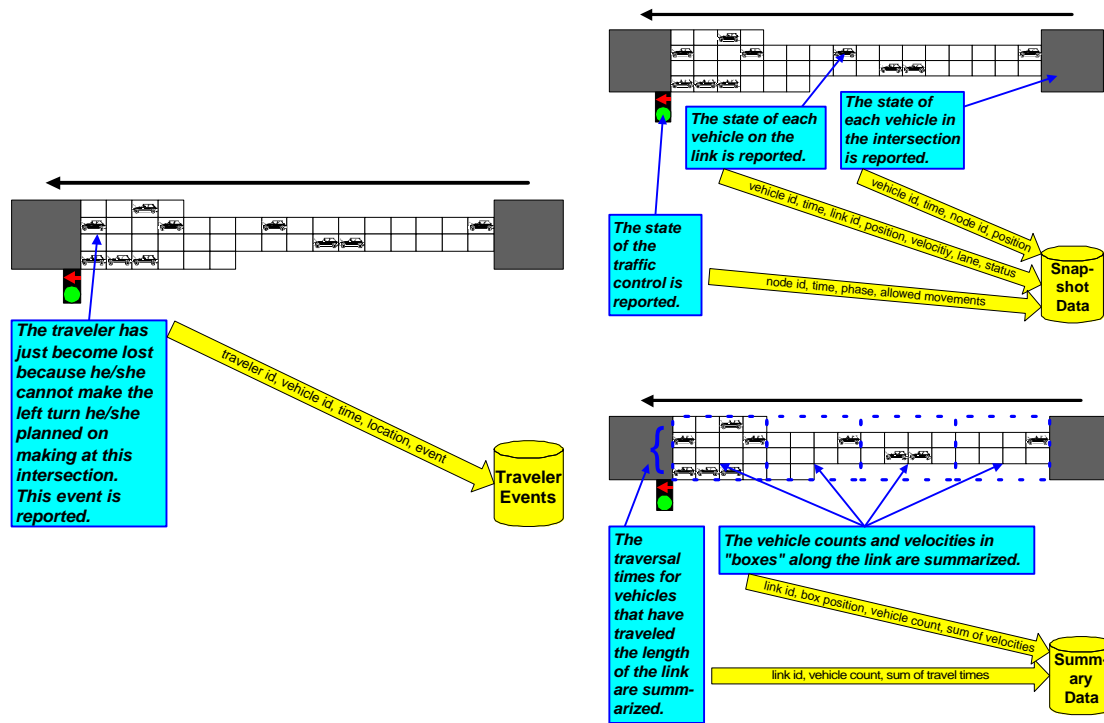 The traveler has
just become lost
because he/she
cannot make the
left turn he/she
planned on
making at this
intersection.
This event is
reported.
traveler id, vehicle id, time, location, event
Traveler
Events
The state of each
vehicle on the
link is reported.
The state of
each vehicle in
the intersection
is reported.
The state
of the
traffic
control is
reported.
vehicle id, time, node id, position
vehicle id, time, link id, position, velocitiy, lane, status
node id, time, phase, allowed movements
Snap-
shot
Data
{
The
traversal
times for
vehicles
that have
traveled
the length
of the link
are summ-
arized.
The vehicle counts and velocities in
"boxes" along the link are summarized.
link id, box position, vehicle count, sum of velocities
link id, vehicle count, sum of travel times
Summ-
ary
Data